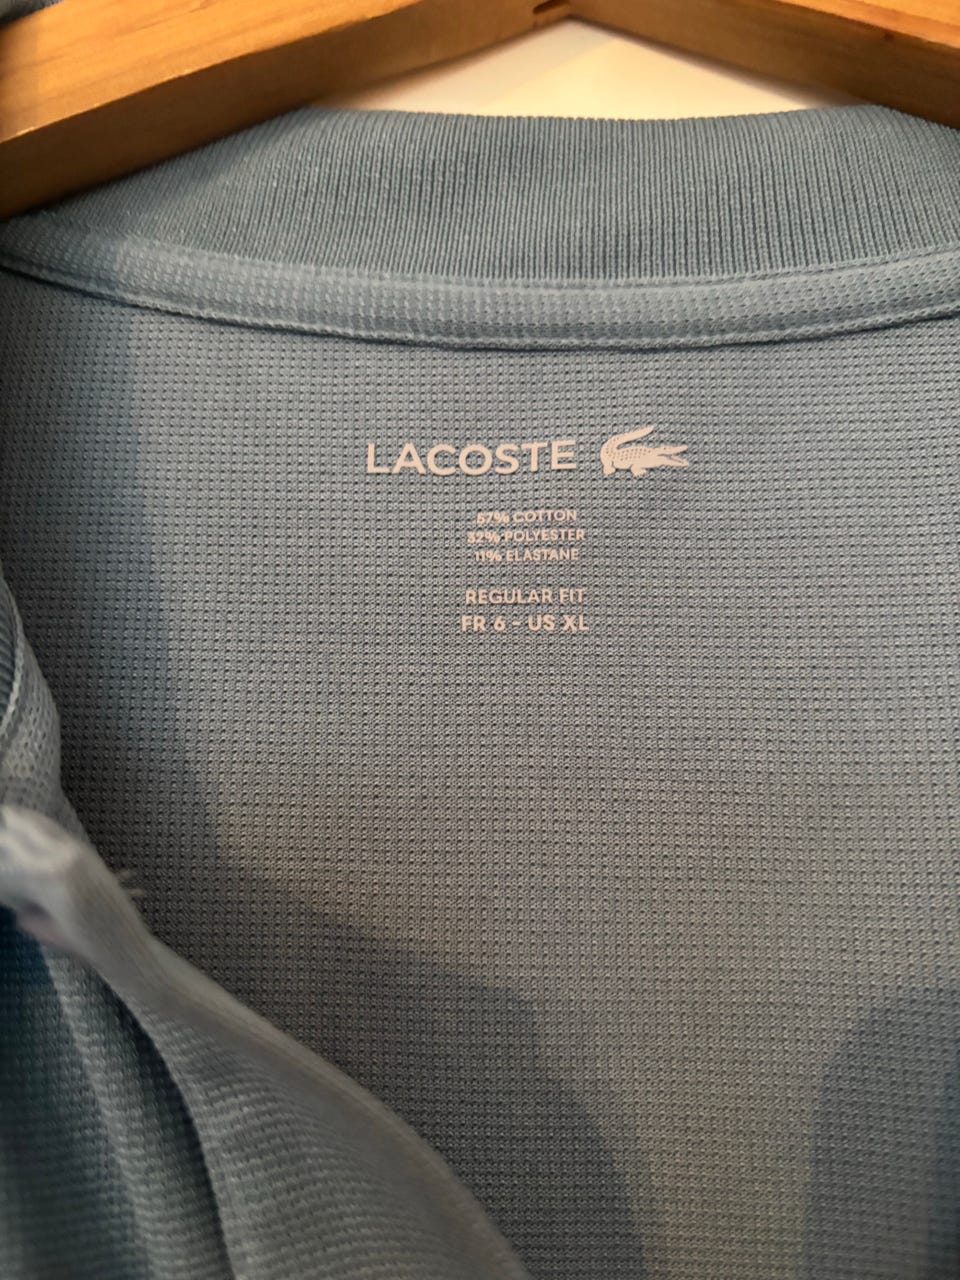 LACOSTE
57% COTTON
32% POLYESTER
11% ELASTANE
REGULAR FIT
FR 6 - US XL